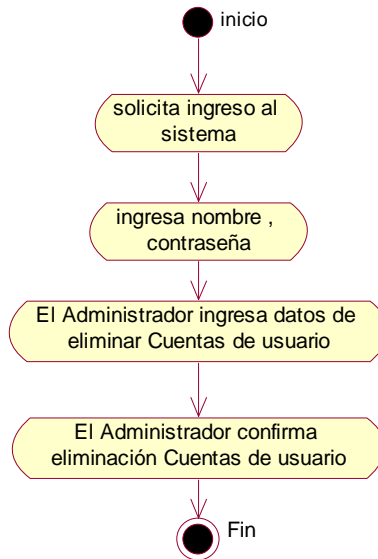 inicio
solicita ingreso al
sistema
ingresa nombre ,
contraseña
El Administrador ingresa datos de
eliminar Cuentas de usuario
El Administrador confirma
eliminación Cuentas de usuario
Fin